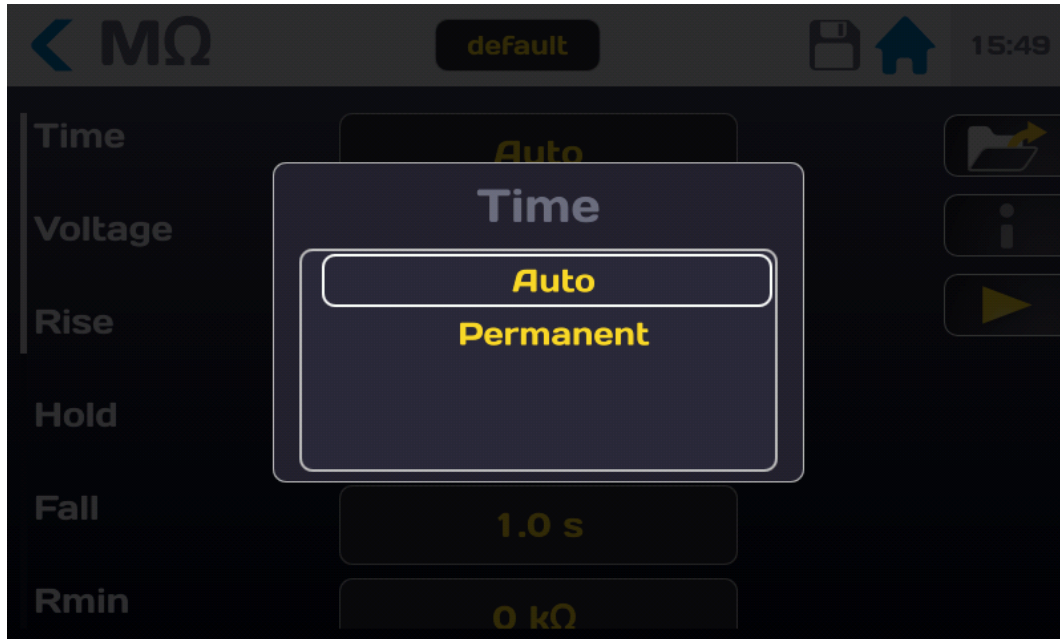 MΩ
default
15:49
Time
Auto
Voltage
Rise
Hold
Fall
1.0 s
Rmin
0 kΩ
Time
Auto
Permanent